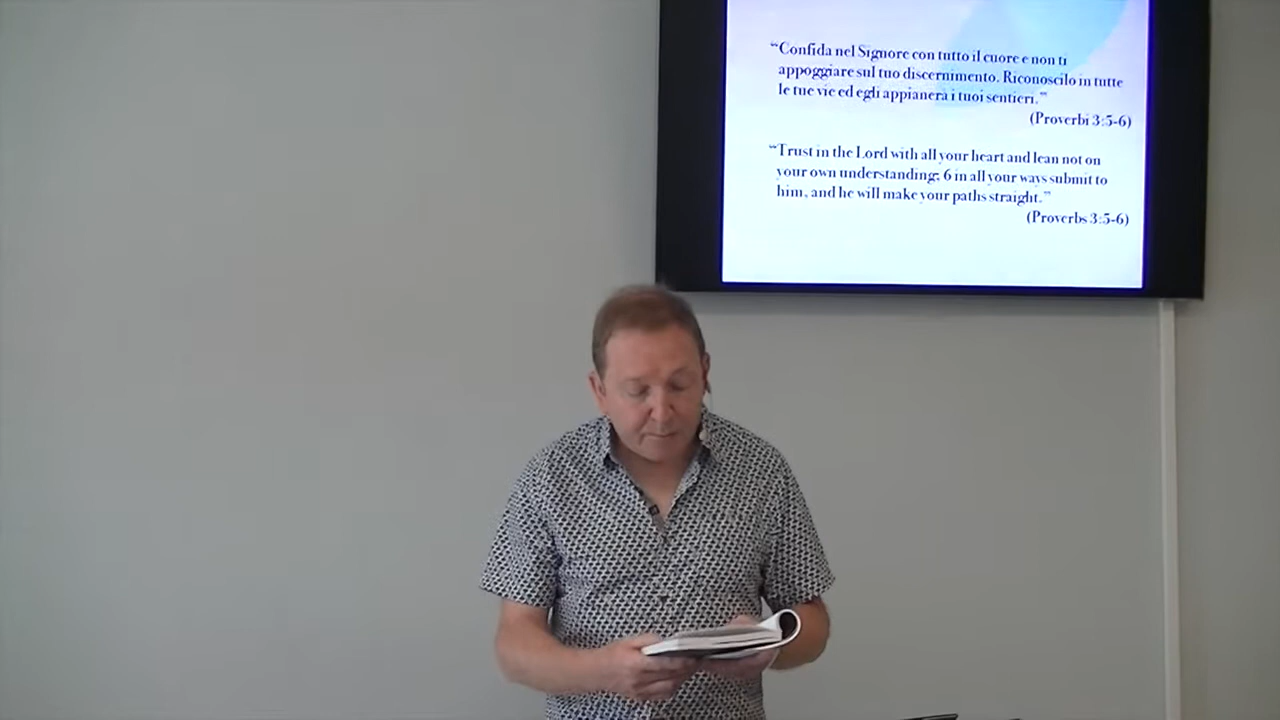 “Confida nel Signore con tutto il cuore e non ti
appoggiare sul tuo discernimento. Riconoscilo in tutte
le tue vie ed egli appianerà i tuoi sentieri.”
(Proverbi 3:5-6)
“Trust in the Lord with all your heart and lean not on
your own understanding; 6 in all your ways submit to
him, and he will make your paths straight.”
(Proverbs 3:5-6)